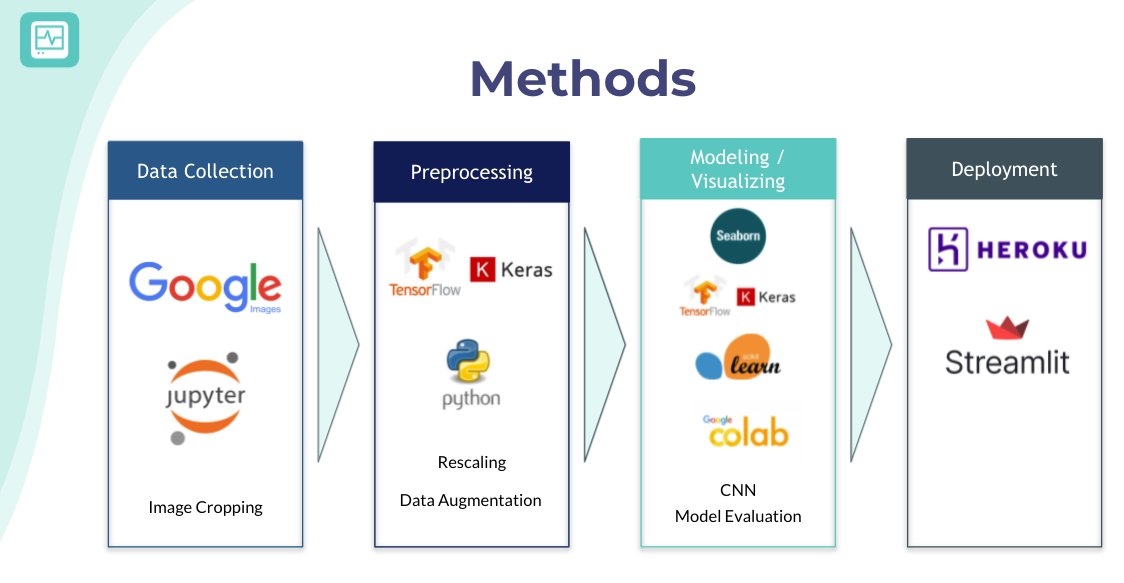 Methods
Data Collection
Google
Images
jupyter
Image Cropping
Preprocessing
TensorFlow
K Keras
python
Rescaling
Data Augmentation
Modeling /
Visualizing
Seaborn
TensorFlow
K Keras
scikit
learn
Google
colab
CNN
Model Evaluation
Deployment
HEROKU
Streamlit